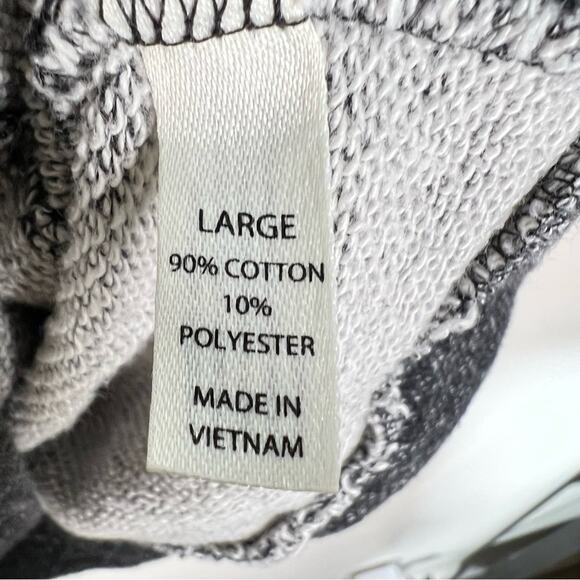 LARGE
90% COTTON
10%
POLYESTER
MADE IN
VIETNAM